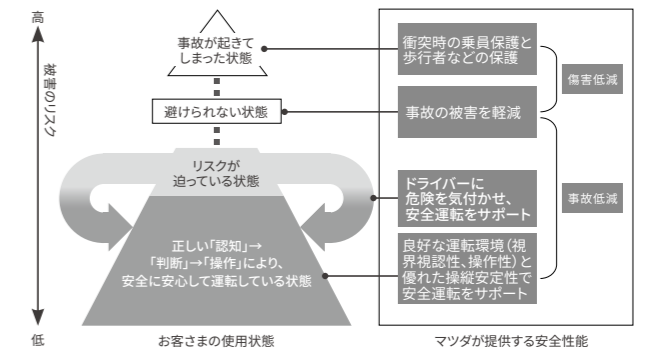 高
被害のリスク
低
事故が起きて
しまった状態
避けられない状態
リスクが
迫っている状態
正しい「認知」→
「判断」→「操作」により、
安全に安心して運転している状態
お客さまの使用状態
衝突時の乗員保護と
歩行者などの保護
事故の被害を軽減
ドライバーに
危険を気付かせ、
安全運転をサポート
良好な運転環境（視
界視認性、操作性）と
優れた操縦安定性で
安全運転をサポート
傷害低減
事故低減
マツダが提供する安全性能